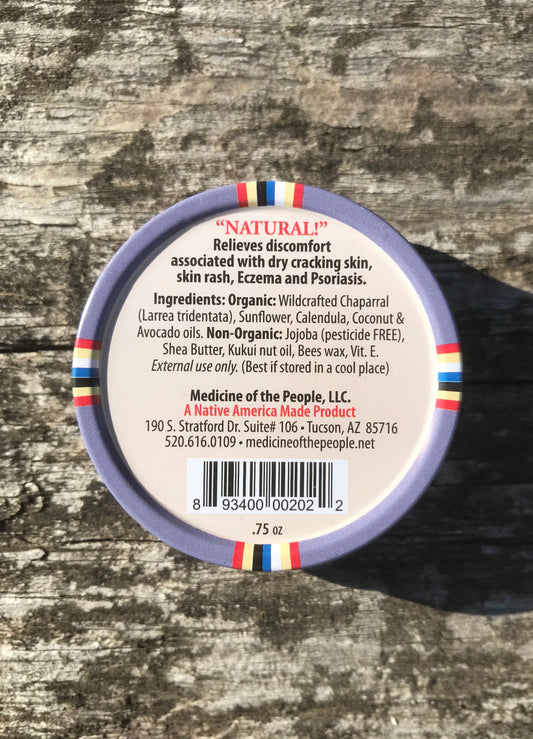 “NATURAL!”
Relieves discomfort
associated with dry cracking skin,
skin rash, Eczema and Psoriasis.
Ingredients: Organic: Wildcrafted Chaparral
(Larrea tridentata), Sunflower, Calendula, Coconut &
Avocado oils. Non-Organic: Jojoba (pesticide FREE),
Shea Butter, Kukui nut oil, Bees wax, Vit. E.
External use only. (Best if stored in a cool place)
Medicine of the People, LLC.
A Native America Made Product
190 S. Stratford Dr. Suite# 106 • Tucson, AZ 85716
520.616.0109 • medicineofthepeople.net
8 93400 00202 2
.75 oz